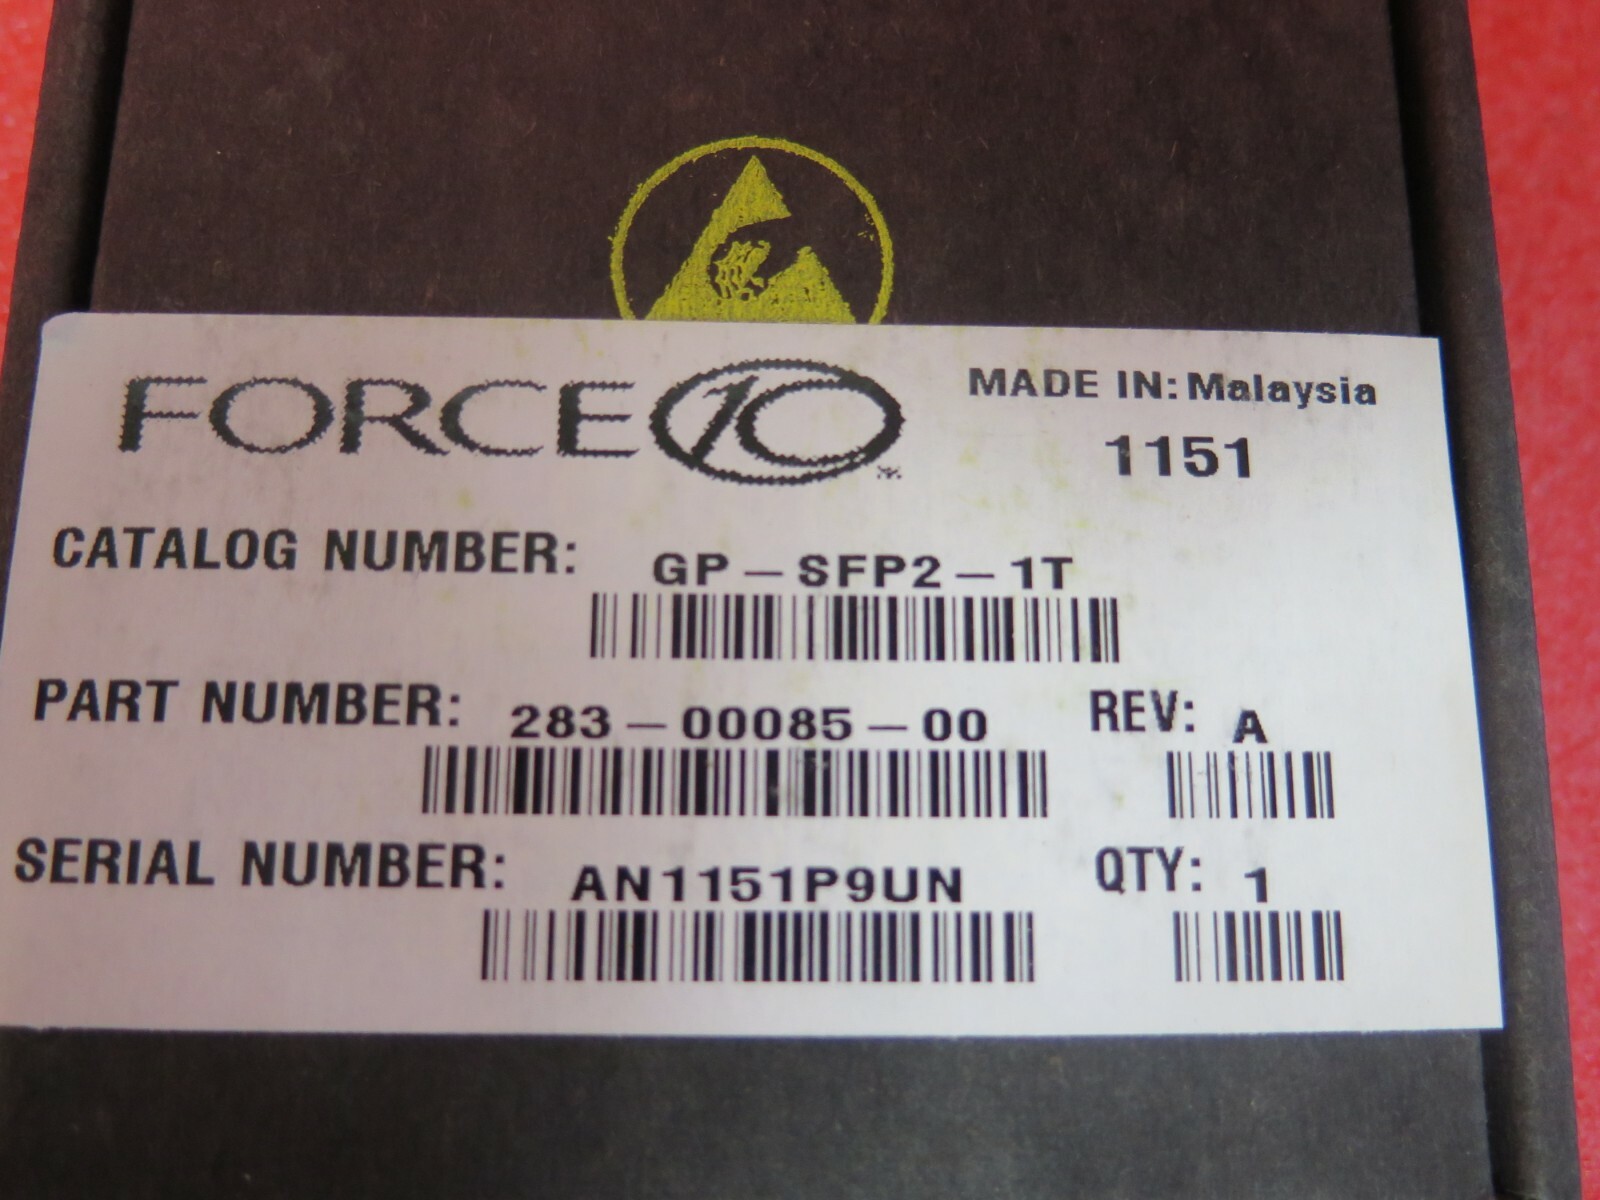 FORCE10 MADE IN: Malaysia
1151
CATALOG NUMBER: GP-SFP2-1T
PART NUMBER: 283-00085-00 REV: A
SERIAL NUMBER: AN1151P9UN QTY: 1